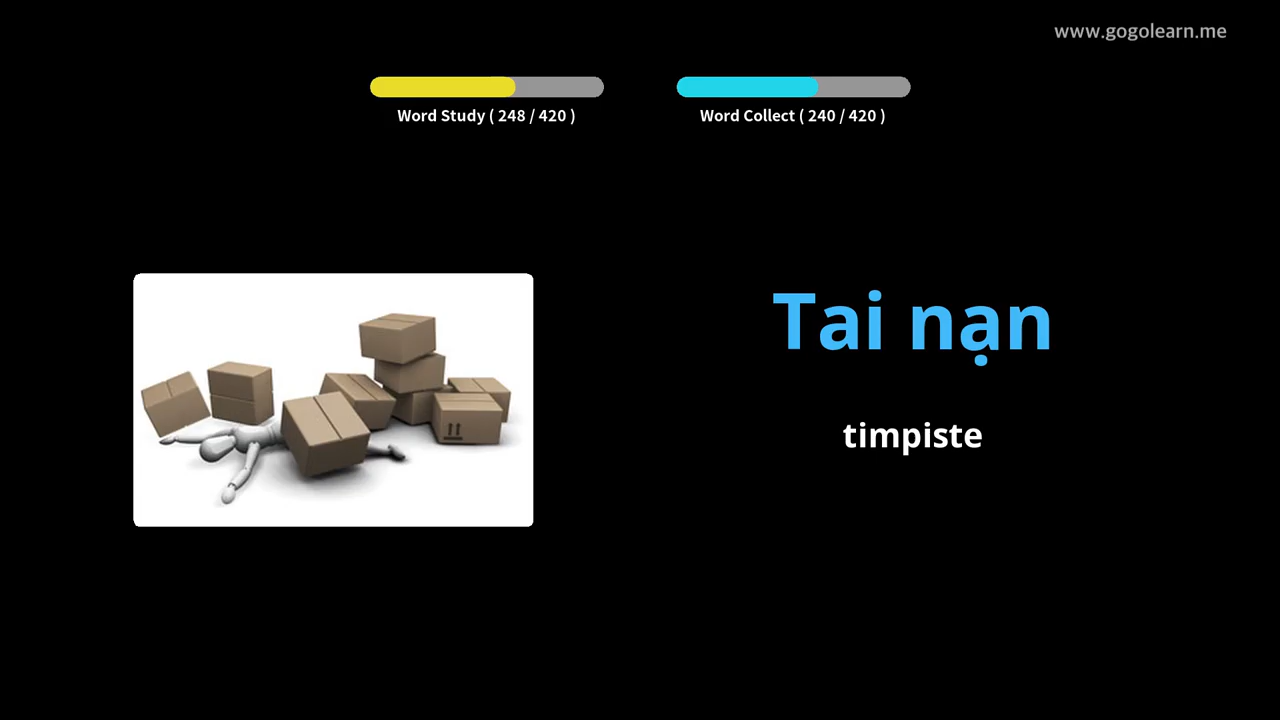 www.gogolearn.me
Word Study ( 248 / 420 )
Word Collect ( 240 / 420 )
Tai nạn
timpiste